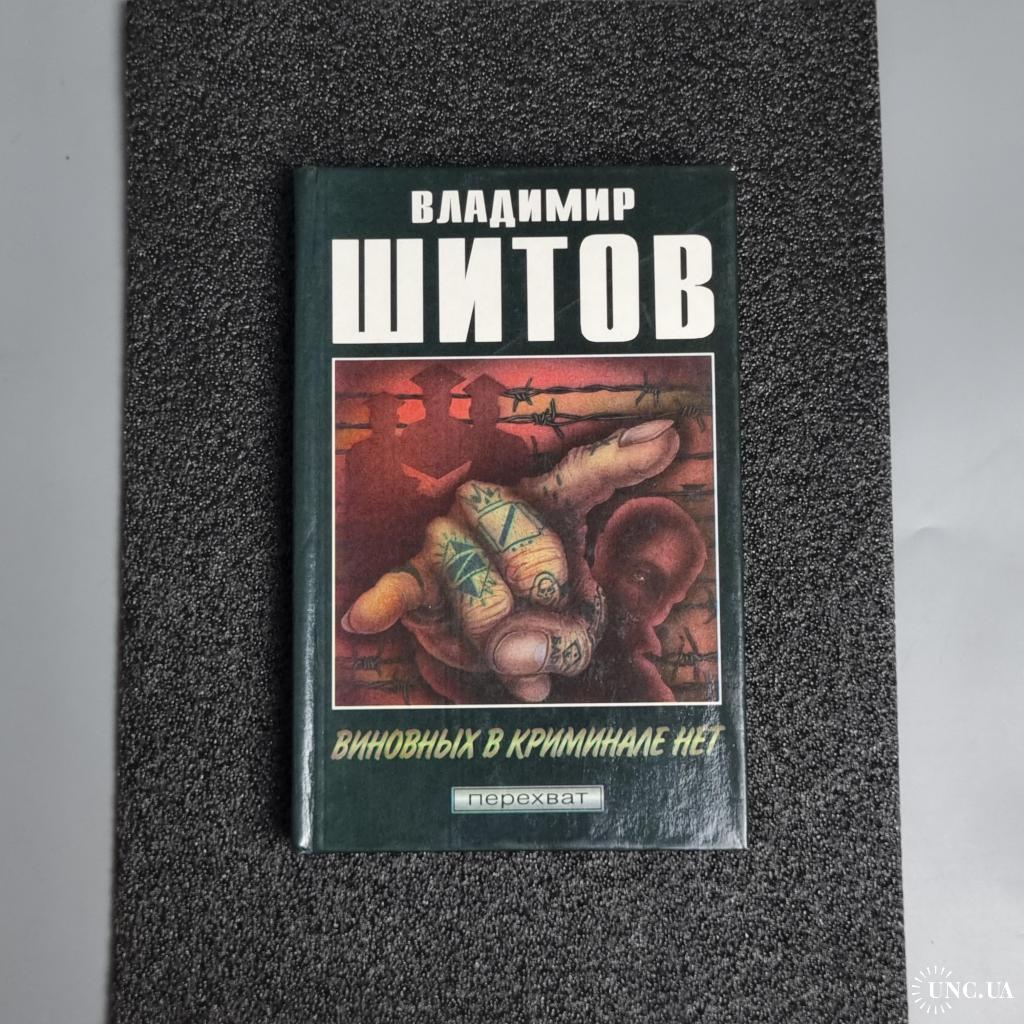 ВЛАДИМИР
ШИТОВ
ВИНОВНЫХ В КРИМИНАЛЕ НЕТ
перехват
UNC.UA